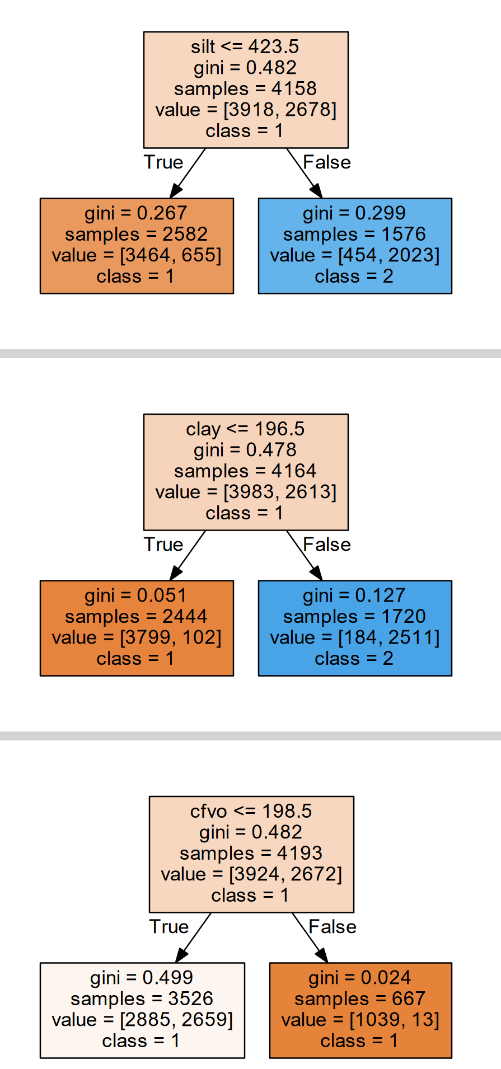 silt <= 423.5
gini = 0.482
samples = 4158
value = [3918, 2678]
class = 1
True
False
gini = 0.267
samples = 2582
value = [3464, 655]
class = 1
gini = 0.299
samples = 1576
value = [454, 2023]
class = 2
clay <= 196.5
gini = 0.478
samples = 4164
value = [3983, 2613]
class = 1
True
False
gini = 0.051
samples = 2444
value = [3799, 102]
class = 1
gini = 0.127
samples = 1720
value = [184, 2511]
class = 2
cfvo <= 198.5
gini = 0.482
samples = 4193
value = [3924, 2672]
class = 1
True
False
gini = 0.499
samples = 3526
value = [2885, 2659]
class = 1
gini = 0.024
samples = 667
value = [1039, 13]
class = 1